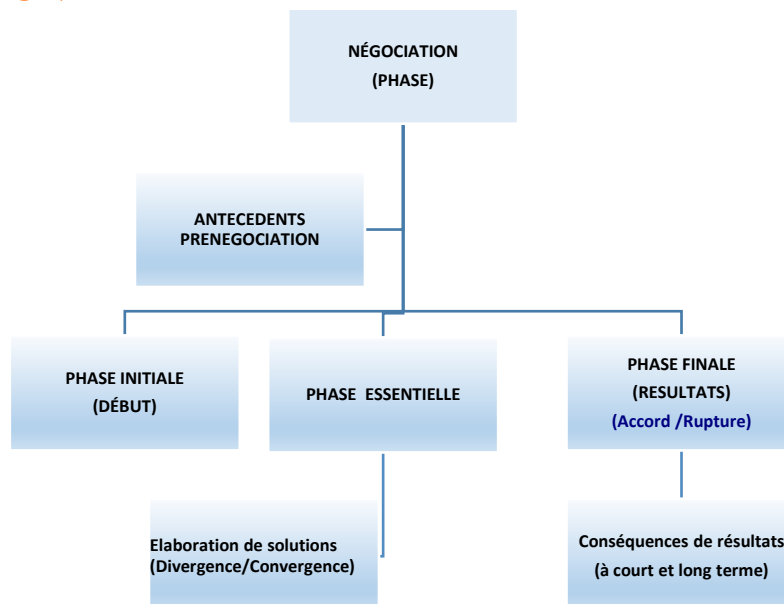 NÉGOCIATION
(PHASE)
ANTECEDENTS
PRENEGOCIATION
PHASE INITIALE
(DÉBUT)
PHASE  ESSENTIELLE
PHASE FINALE
(RESULTATS)
(Accord /Rupture)
Elaboration de solutions
(Divergence/Convergence)
Conséquences de résultats
(à court et long terme)